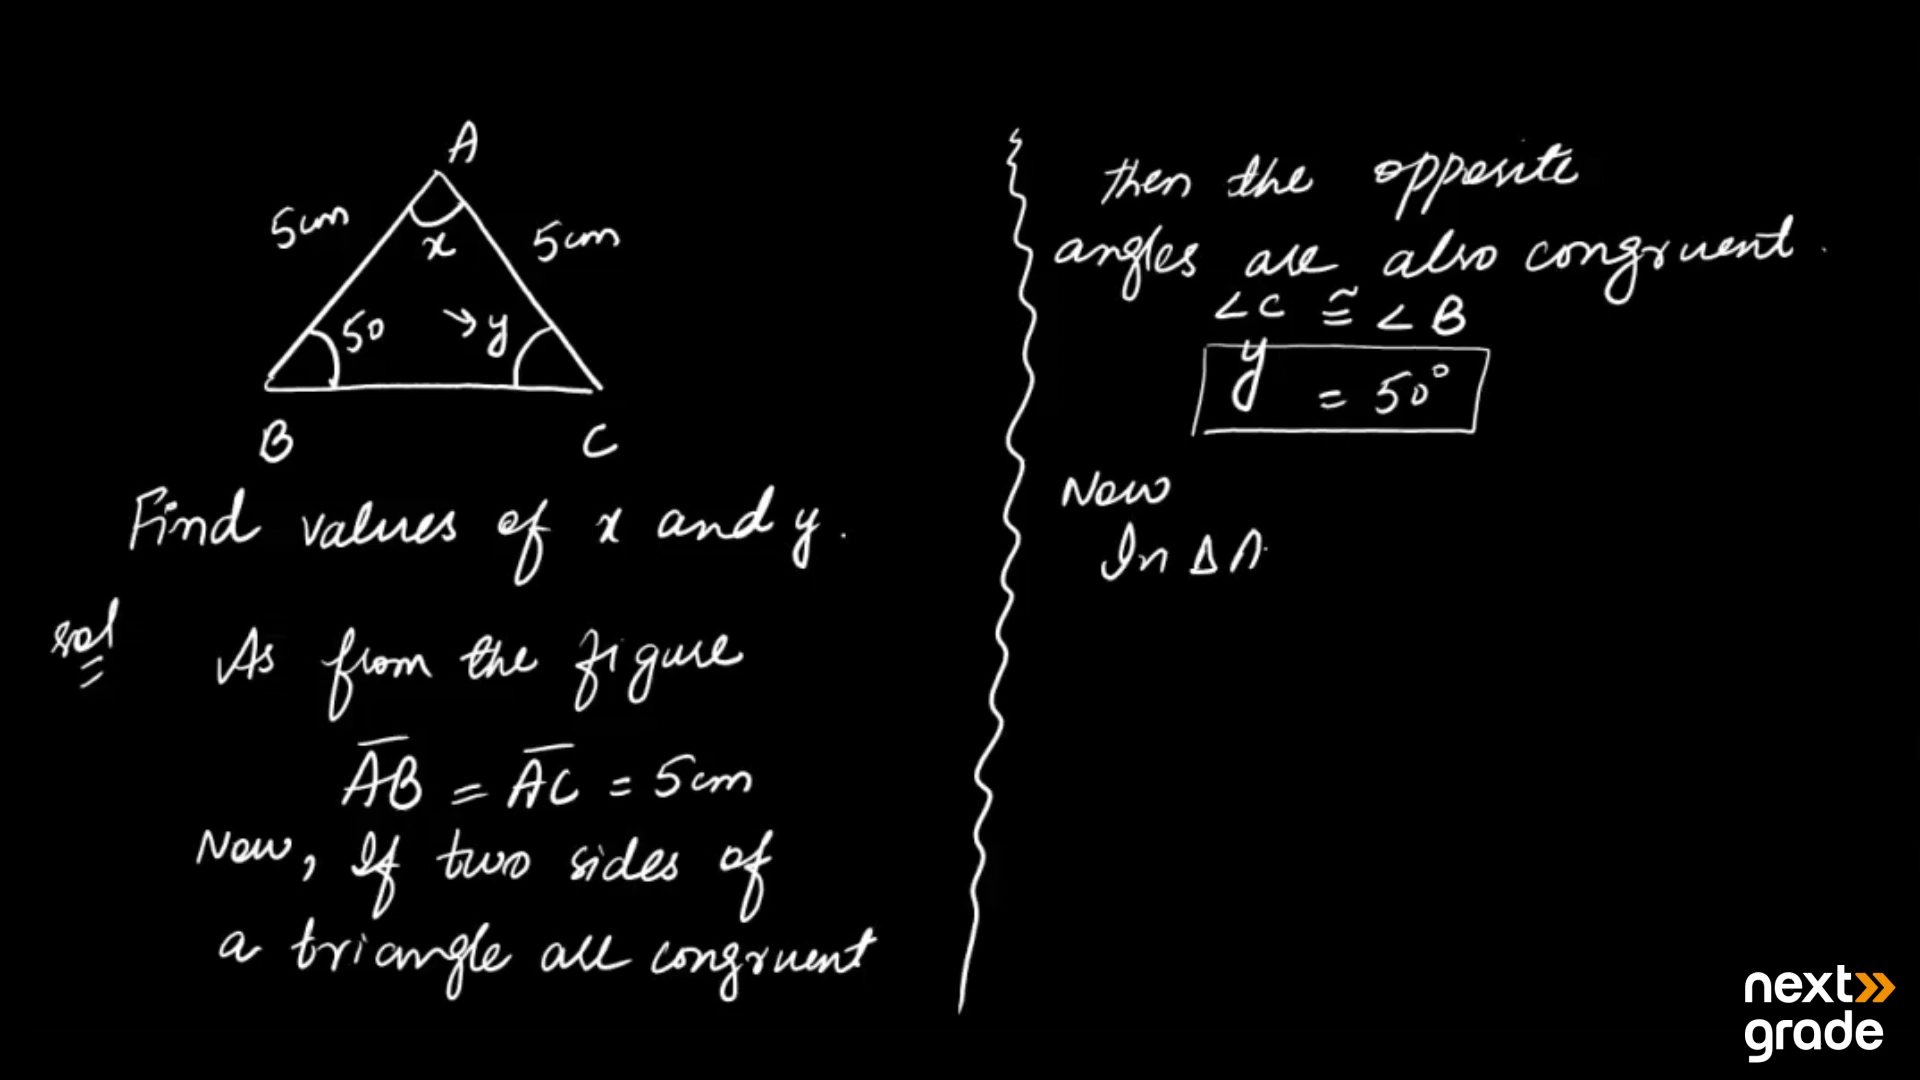 A
5cm
x
5cm
50
→y
B
C
Find values of x and y.
sol
As from the figure
AB = AC = 5cm
Now, If two sides of
a triangle are congruent
then the opposite
angles are also congruent.
∠C ≅ ∠B
y = 50°
Now
In Δ A
next
grade